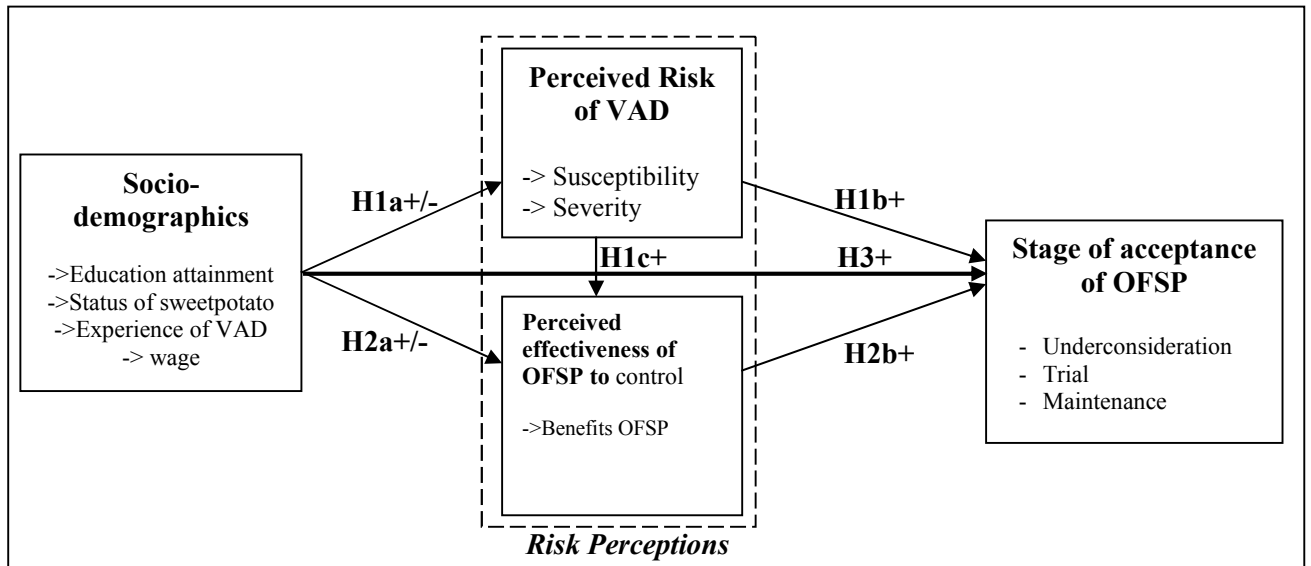 Socio-
demographics
->Education attainment
->Status of sweetpotato
->Experience of VAD
-> wage
H1a+/-
H2a+/-
Perceived Risk
of VAD
-> Susceptibility
-> Severity
H1c+
Perceived
effectiveness of
OFSP to control
->Benefits OFSP
Risk Perceptions
H1b+
H3+
H2b+
Stage of acceptance
of OFSP
- Underconsideration
- Trial
- Maintenance